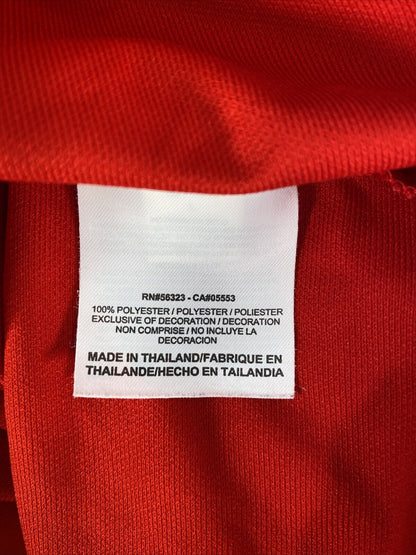 RN#56323 - CA#05553
100% POLYESTER / POLYESTER / POLIESTER
EXCLUSIVE OF DECORATION / DECORATION
NON COMPRISE / NO INCLUYE LA
DECORACIÓN
MADE IN THAILAND/FABRIQUE EN
THAILANDE/HECHO EN TAILANDIA